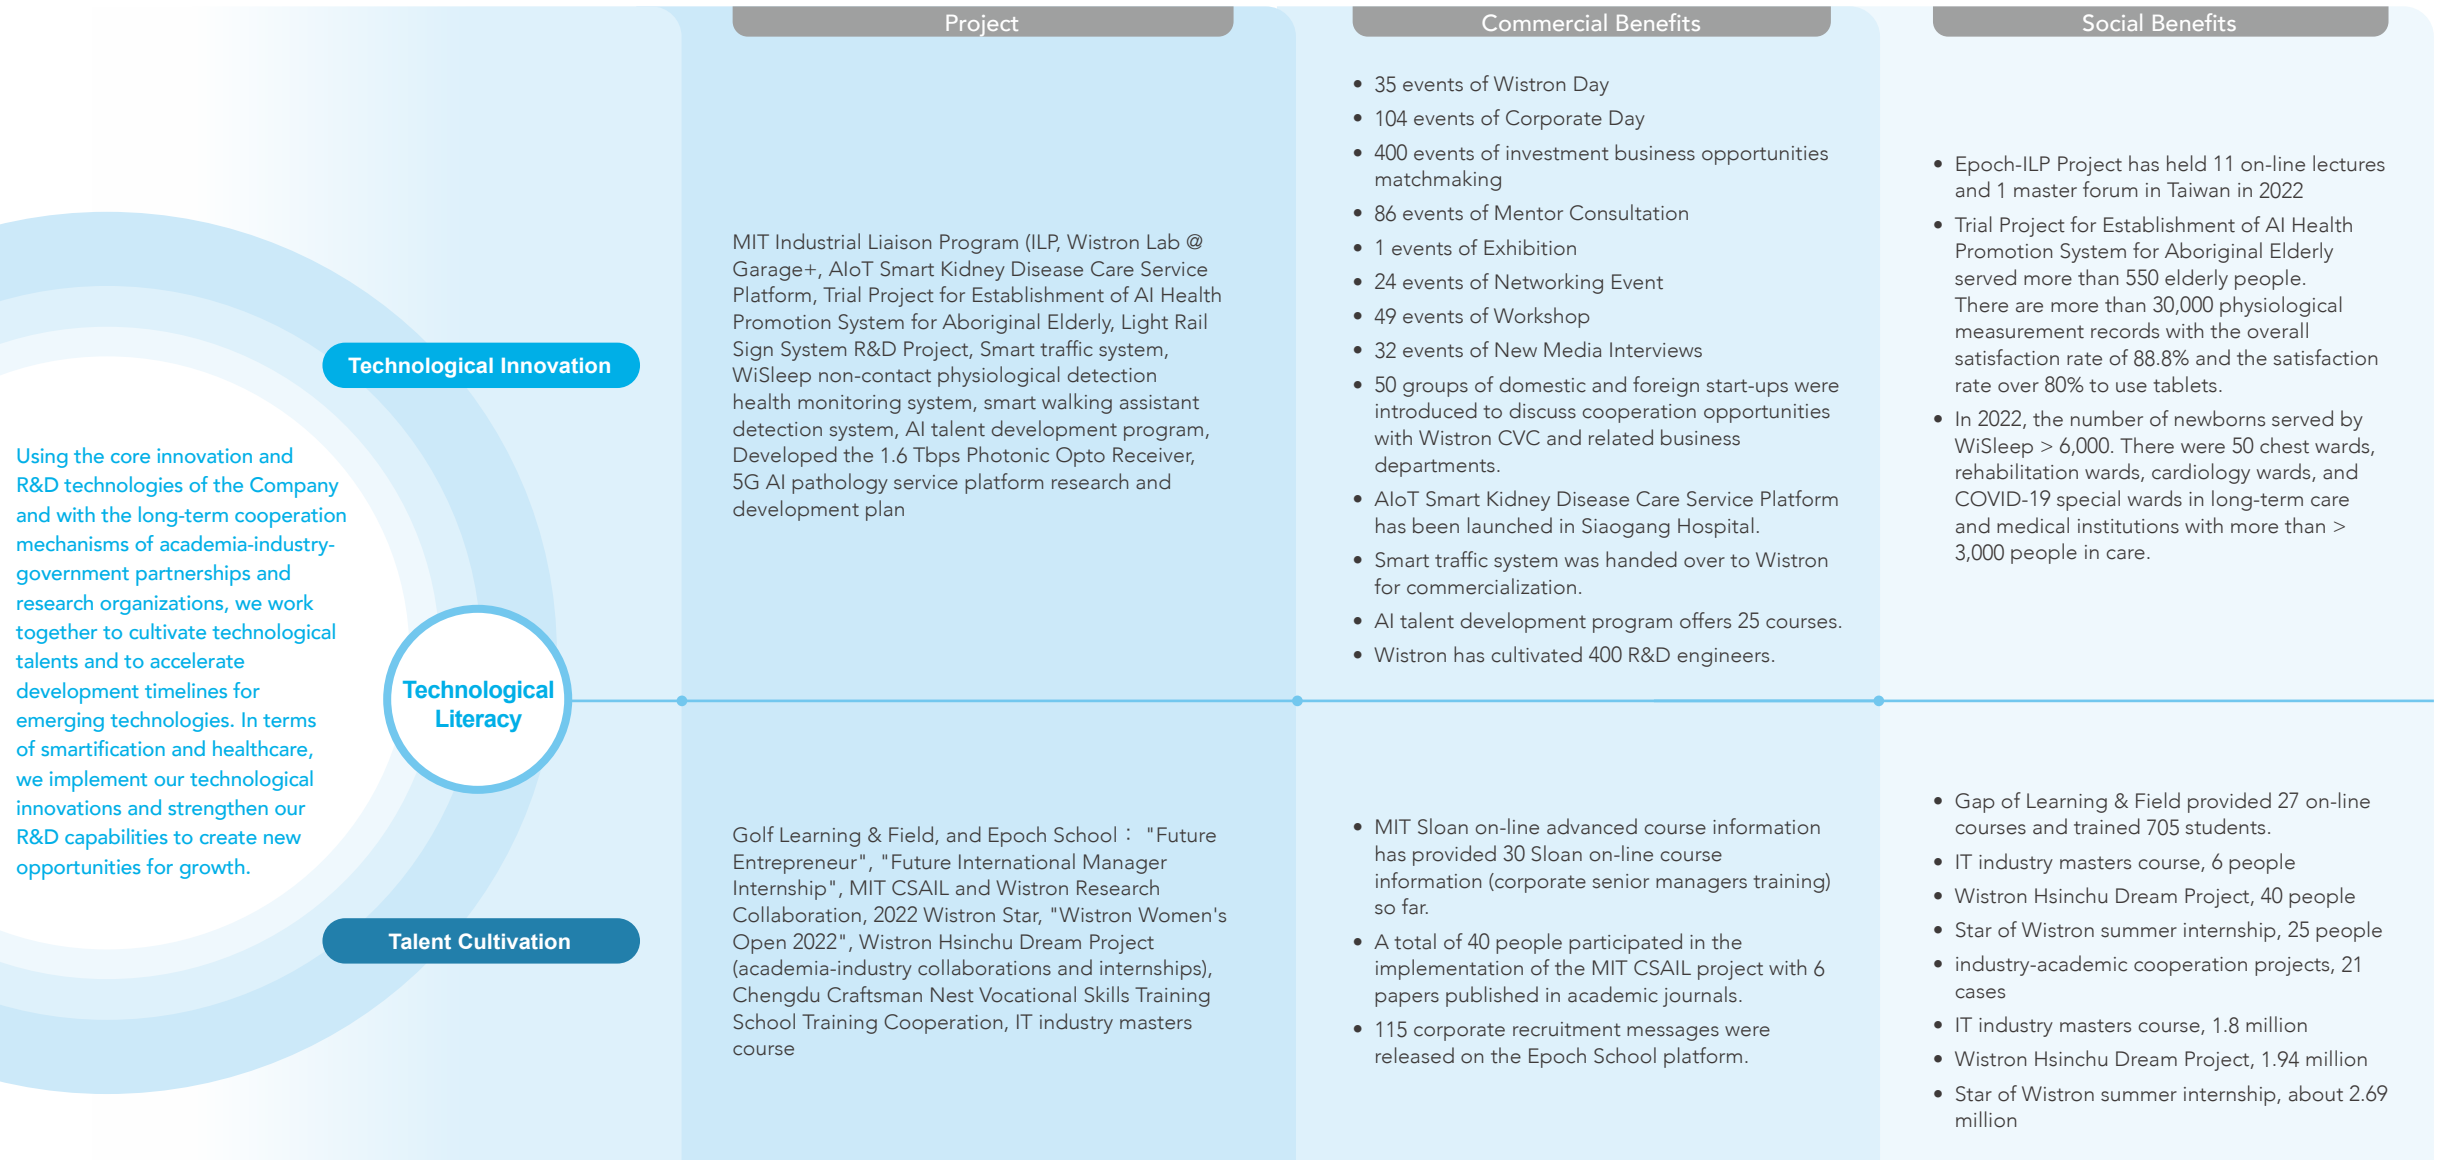 Project
Commercial Benefits
Social Benefits
Using the core innovation and
R&D technologies of the Company
and with the long-term cooperation
mechanisms of academia-industry-
government partnerships and
research organizations, we work
together to cultivate technological
talents and to accelerate
development timelines for
emerging technologies. In terms
of smartification and healthcare,
we implement our technological
innovations and strengthen our
R&D capabilities to create new
opportunities for growth.
Technological
Literacy
Technological Innovation
MIT Industrial Liaison Program (ILP, Wistron Lab @
Garage+, AIoT Smart Kidney Disease Care Service
Platform, Trial Project for Establishment of AI Health
Promotion System for Aboriginal Elderly, Light Rail
Sign System R&D Project, Smart traffic system,
WiSleep non-contact physiological detection
health monitoring system, smart walking assistant
detection system, AI talent development program,
Developed the 1.6 Tbps Photonic Opto Receiver,
5G AI pathology service platform research and
development plan
• 35 events of Wistron Day
• 104 events of Corporate Day
• 400 events of investment business opportunities
matchmaking
• 86 events of Mentor Consultation
• 1 events of Exhibition
• 24 events of Networking Event
• 49 events of Workshop
• 32 events of New Media Interviews
• 50 groups of domestic and foreign start-ups were
introduced to discuss cooperation opportunities
with Wistron CVC and related business
departments.
• AIoT Smart Kidney Disease Care Service Platform
has been launched in Siaogang Hospital.
• Smart traffic system was handed over to Wistron
for commercialization.
• AI talent development program offers 25 courses.
• Wistron has cultivated 400 R&D engineers.
• Epoch-ILP Project has held 11 on-line lectures
and 1 master forum in Taiwan in 2022
• Trial Project for Establishment of AI Health
Promotion System for Aboriginal Elderly
served more than 550 elderly people.
There are more than 30,000 physiological
measurement records with the overall
satisfaction rate of 88.8% and the satisfaction
rate over 80% to use tablets.
• In 2022, the number of newborns served by
WiSleep > 6,000. There were 50 chest wards,
rehabilitation wards, cardiology wards, and
COVID-19 special wards in long-term care
and medical institutions with more than >
3,000 people in care.
Talent Cultivation
Golf Learning & Field, and Epoch School： "Future
Entrepreneur", "Future International Manager
Internship", MIT CSAIL and Wistron Research
Collaboration, 2022 Wistron Star, "Wistron Women's
Open 2022", Wistron Hsinchu Dream Project
(academia-industry collaborations and internships),
Chengdu Craftsman Nest Vocational Skills Training
School Training Cooperation, IT industry masters
course
• MIT Sloan on-line advanced course information
has provided 30 Sloan on-line course
information (corporate senior managers training)
so far.
• A total of 40 people participated in the
implementation of the MIT CSAIL project with 6
papers published in academic journals.
• 115 corporate recruitment messages were
released on the Epoch School platform.
• Gap of Learning & Field provided 27 on-line
courses and trained 705 students.
• IT industry masters course, 6 people
• Wistron Hsinchu Dream Project, 40 people
• Star of Wistron summer internship, 25 people
• industry-academic cooperation projects, 21
cases
• IT industry masters course, 1.8 million
• Wistron Hsinchu Dream Project, 1.94 million
• Star of Wistron summer internship, about 2.69
million